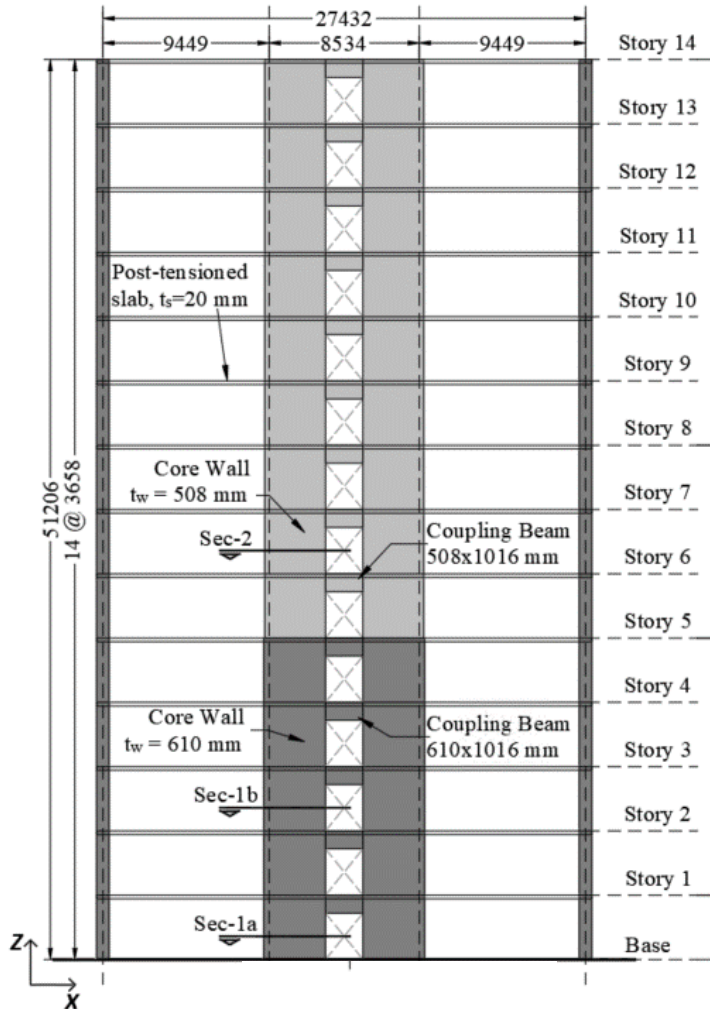 27432
9449
8534
9449
Story 14
Story 13
Story 12
Story 11
Post-tensioned
slab, ts=20 mm
Story 10
Story 9
Story 8
51206
14 @ 3658
Core Wall
tw = 508 mm
Story 7
Sec-2
Coupling Beam
508x1016 mm
Story 6
Story 5
Story 4
Core Wall
tw = 610 mm
Coupling Beam
610x1016 mm
Story 3
Sec-1b
Story 2
Story 1
Sec-1a
Z
Base
X